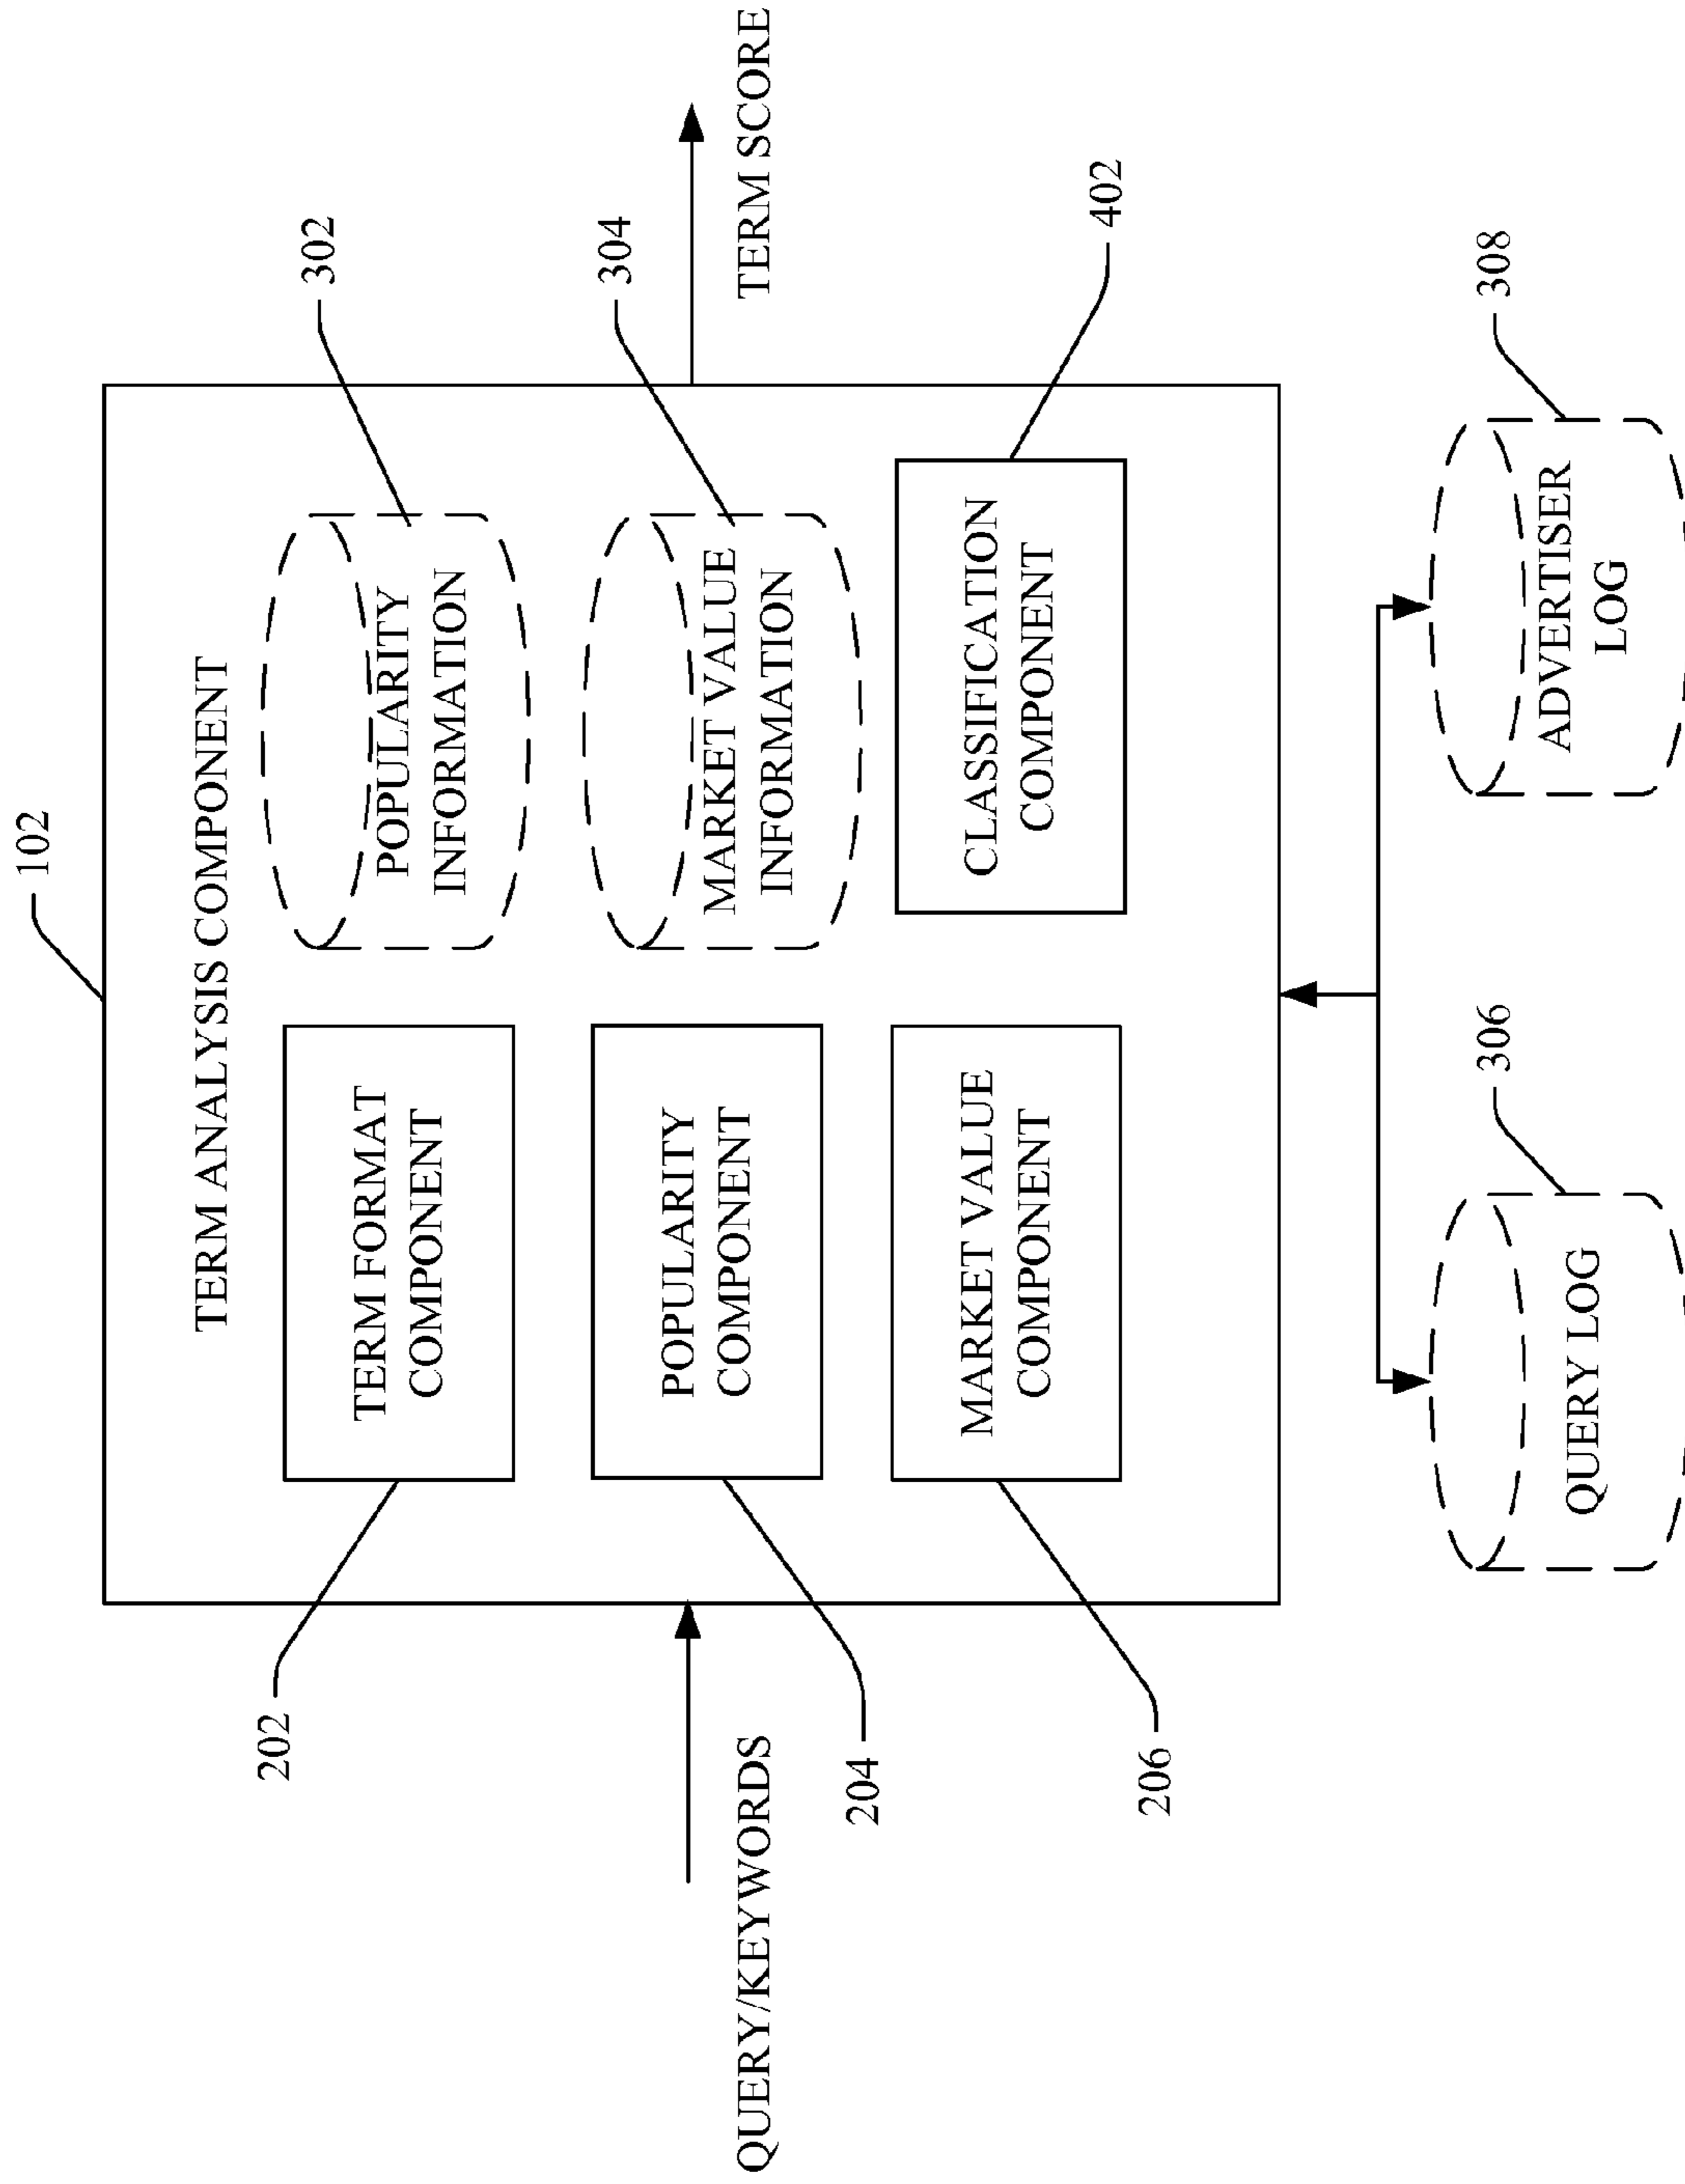 102
TERM ANALYSIS COMPONENT
202
TERM FORMAT
COMPONENT
POPULARITY
INFORMATION
302
QUERY/KEYWORDS
204
POPULARITY
COMPONENT
MARKET VALUE
INFORMATION
304
TERM SCORE
206
MARKET VALUE
COMPONENT
CLASSIFICATION
COMPONENT
402
QUERY LOG
306
ADVERTISER
LOG
308